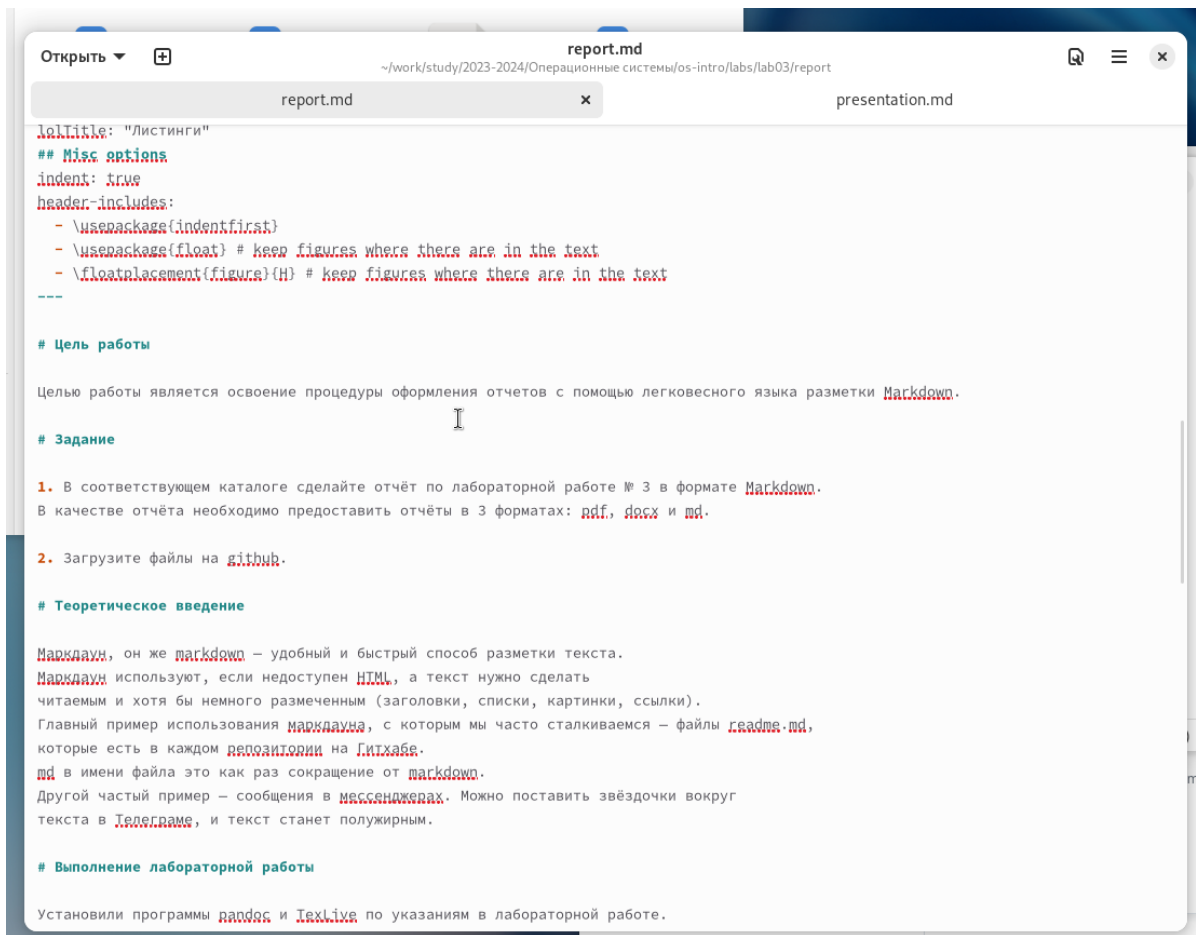 Открыть
report.md
~/work/study/2023-2024/Операционные системы/os-intro/labs/lab03/report
report.md
presentation.md
lolTitle: "Листинги"
## Misc options
indent: true
header-includes:
  - \usepackage{indentfirst}
  - \usepackage{float} # keep figures where there are in the text
  - \floatplacement{figure}{H} # keep figures where there are in the text
---
# Цель работы
Целью работы является освоение процедуры оформления отчетов с помощью легковесного языка разметки Markdown.
# Задание
1. В соответствующем каталоге сделайте отчёт по лабораторной работе № 3 в формате Markdown.
В качестве отчёта необходимо предоставить отчёты в 3 форматах: pdf, docx и md.
2. Загрузите файлы на github.
# Теоретическое введение
Маркдаун, он же markdown — удобный и быстрый способ разметки текста.
Маркдаун используют, если недоступен HTML, а текст нужно сделать
читаемым и хотя бы немного размеченным (заголовки, списки, картинки, ссылки).
Главный пример использования маркдауна, с которым мы часто сталкиваемся — файлы readme.md,
которые есть в каждом репозитории на Гитхабе.
md в имени файла это как раз сокращение от markdown.
Другой частый пример — сообщения в мессенджерах. Можно поставить звёздочки вокруг
текста в Телеграме, и текст станет полужирным.
# Выполнение лабораторной работы
Установили программы pandoc и TexLive по указаниям в лабораторной работе.